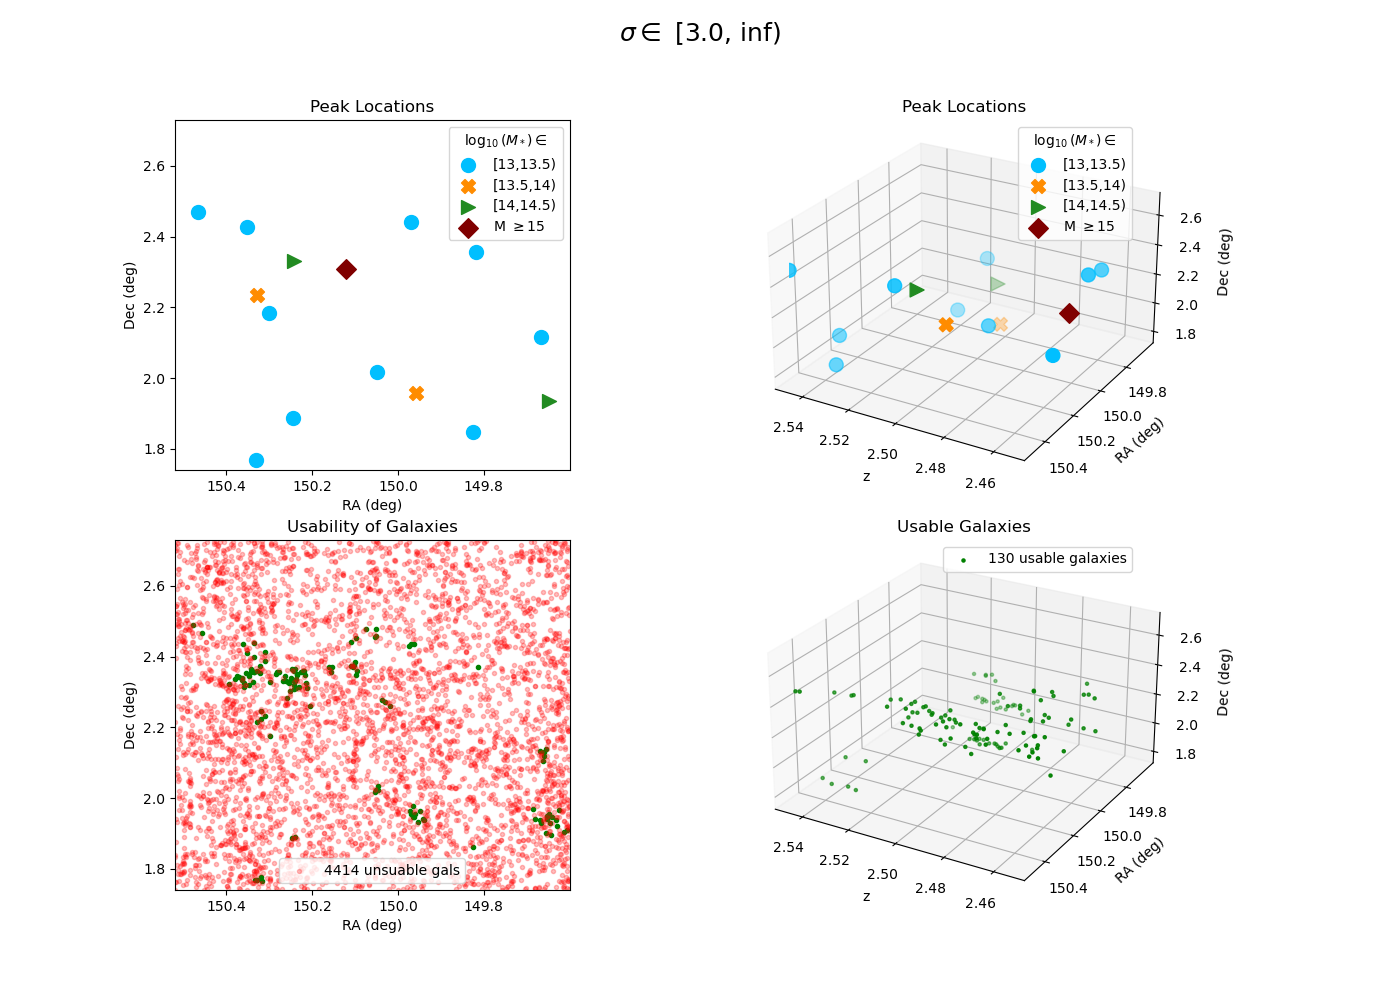 σ ∈ [3.0, inf)
Peak Locations
log₁₀(M*) ∈
[13,13.5)
[13.5,14)
[14,14.5)
M ≥15
2.6
2.4
2.2
2.0
1.8
Dec (deg)
150.4 150.2 150.0 149.8
RA (deg)
Peak Locations
log₁₀(M*) ∈
[13,13.5)
[13.5,14)
[14,14.5)
M ≥15
2.6
2.4
2.2
2.0
1.8
Dec (deg)
149.8
150.0
150.2
150.4
RA (deg)
2.54
2.52
2.50
2.48
2.46
z
Usability of Galaxies
2.6
2.4
2.2
2.0
1.8
Dec (deg)
4414 unsuable gals
150.4 150.2 150.0 149.8
RA (deg)
Usable Galaxies
130 usable galaxies
2.6
2.4
2.2
2.0
1.8
Dec (deg)
149.8
150.0
150.2
150.4
RA (deg)
2.54
2.52
2.50
2.48
2.46
z